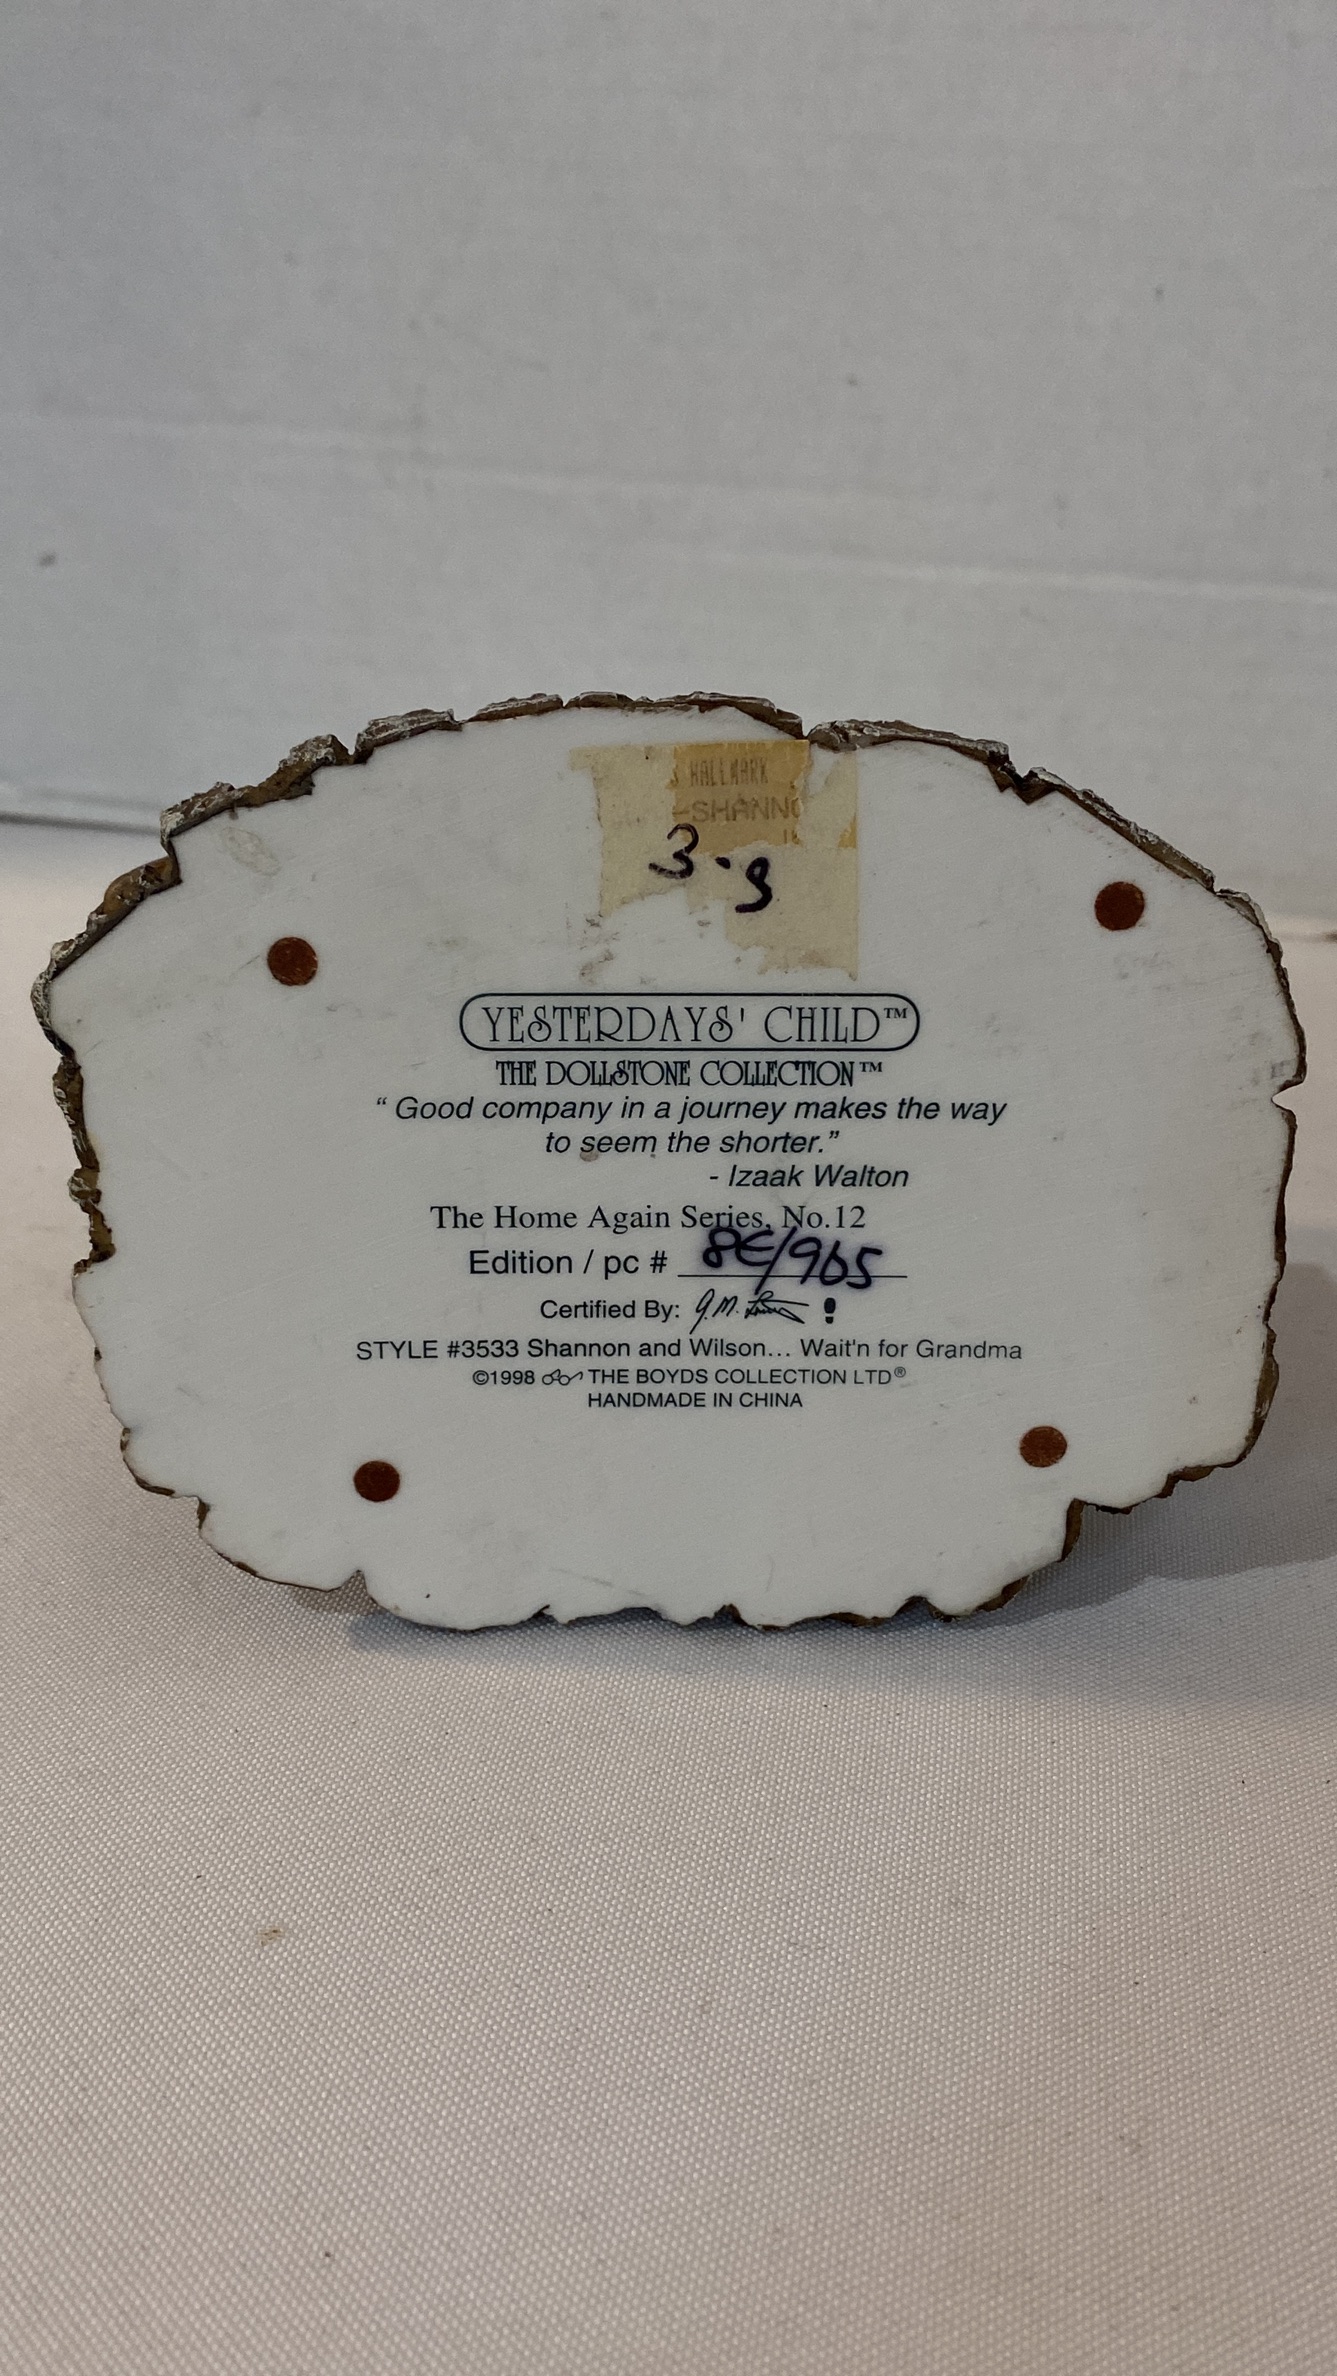 HALLMARK
-SHANNO
3-9
YESTERDAYS' CHILD™
THE DOLLSTONE COLLECTION™
“ Good company in a journey makes the way
to seem the shorter.”
- Izaak Walton
The Home Again Series, No.12
Edition / pc # 8E/905
Certified By:
STYLE #3533 Shannon and Wilson... Wait'n for Grandma
©1998 THE BOYDS COLLECTION LTD®
HANDMADE IN CHINA